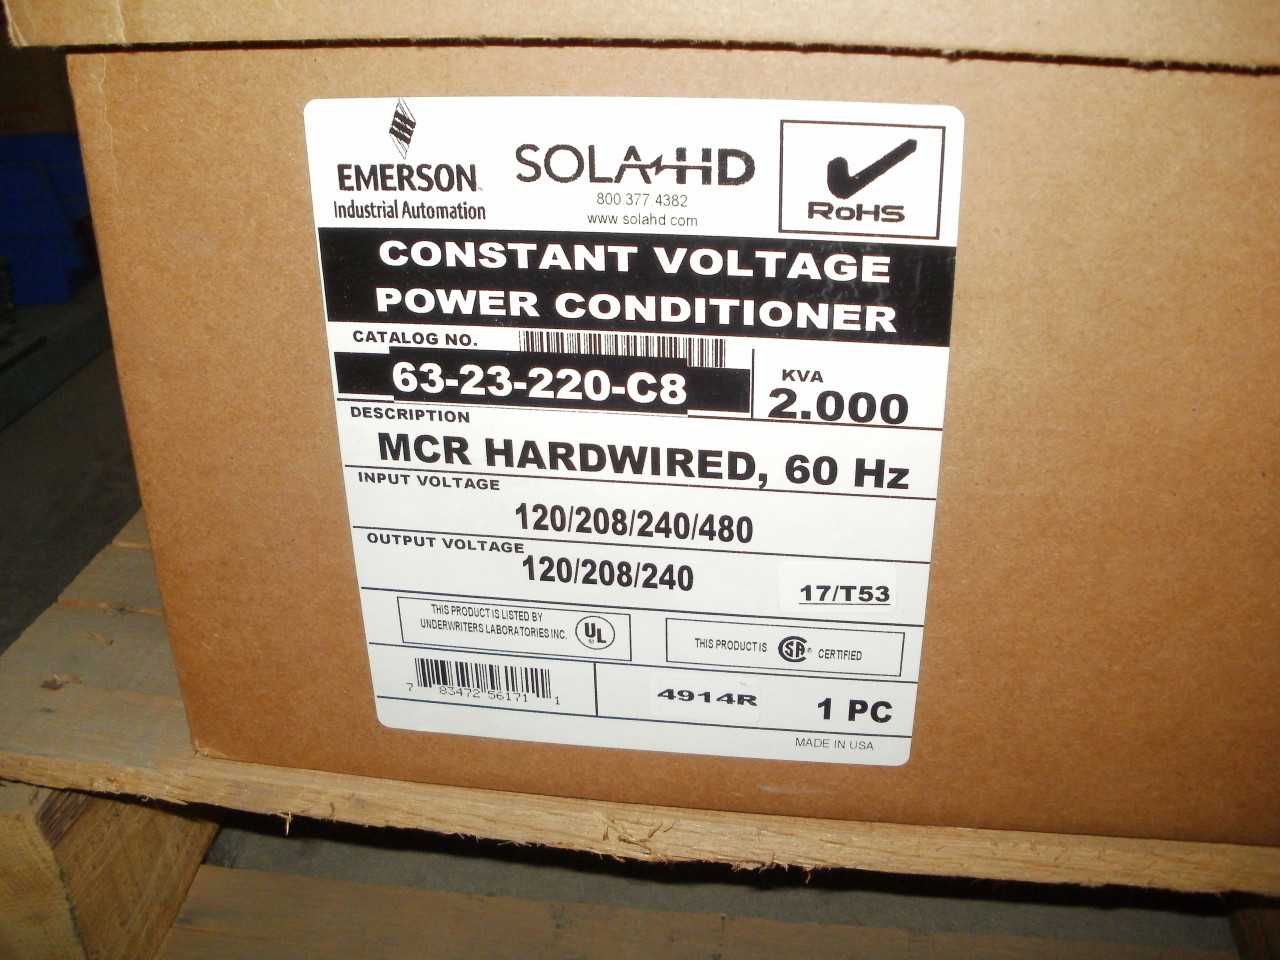 EMERSON
Industrial Automation
SOLA HD
800 377 4382
www solahd com
RoHS
CONSTANT VOLTAGE
POWER CONDITIONER
CATALOG NO.
63-23-220-C8
KVA
2.000
DESCRIPTION
MCR HARDWIRED, 60 Hz
INPUT VOLTAGE
120/208/240/480
OUTPUT VOLTAGE
120/208/240
17/T53
THIS PRODUCT IS LISTED BY
UNDERWRITERS LABORATORIES INC.
UL
THIS PRODUCT IS SA® CERTIFIED
7 83472 56171 1
4914R
1 PC
MADE IN USA